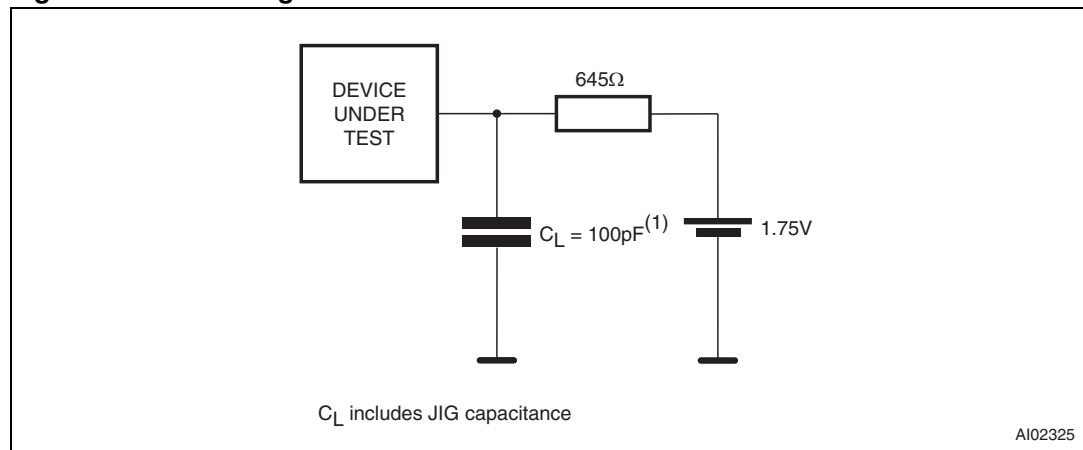 DEVICE
UNDER
TEST
645Ω
C_L = 100pF(1)
1.75V
C_L includes JIG capacitance
AI02325